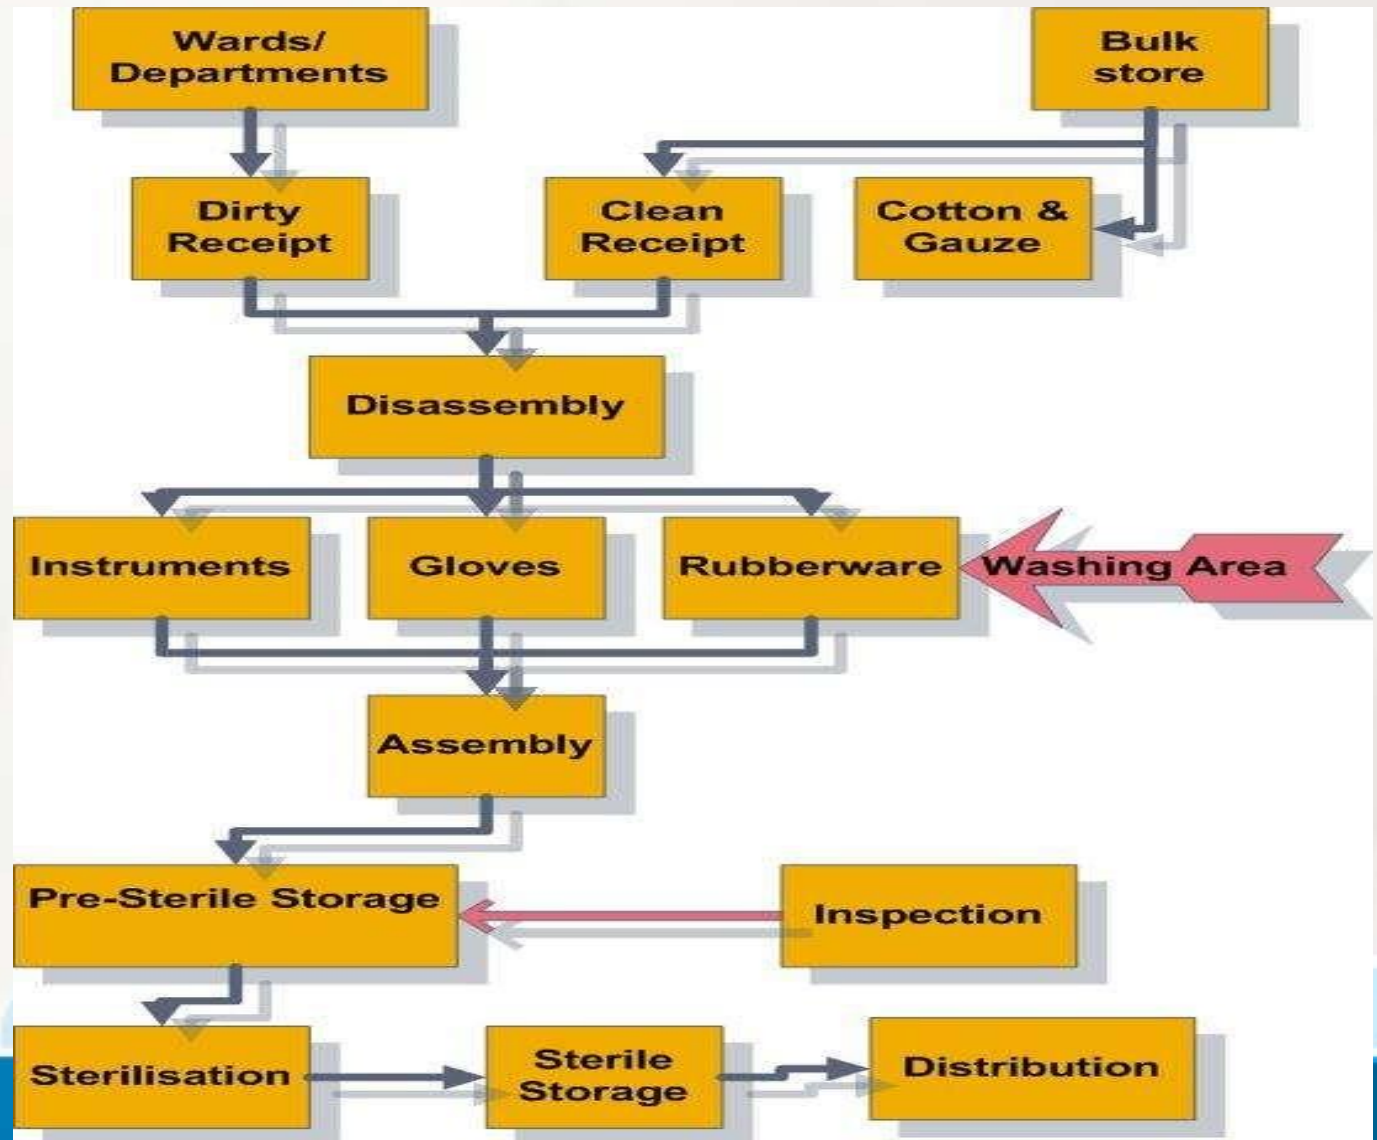 Wards/
Departments
Bulk
store
Dirty
Receipt
Clean
Receipt
Cotton &
Gauze
Disassembly
Instruments
Gloves
Rubberware
Washing Area
Assembly
Pre-Sterile Storage
Inspection
Sterilisation
Sterile
Storage
Distribution